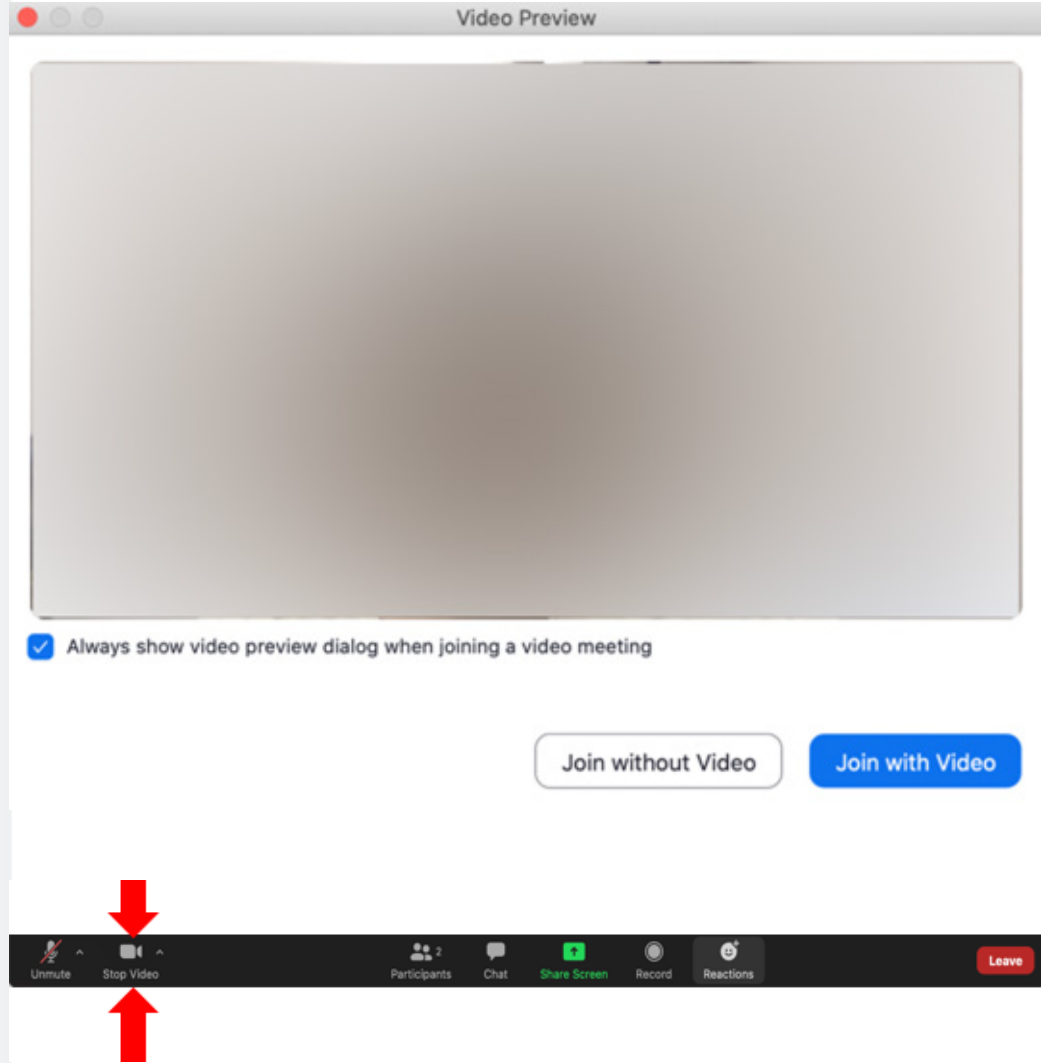 Video Preview
Always show video preview dialog when joining a video meeting
Join without Video Join with Video
2
Unmute Stop Video Participants Chat Share Screen Record Reactions Leave